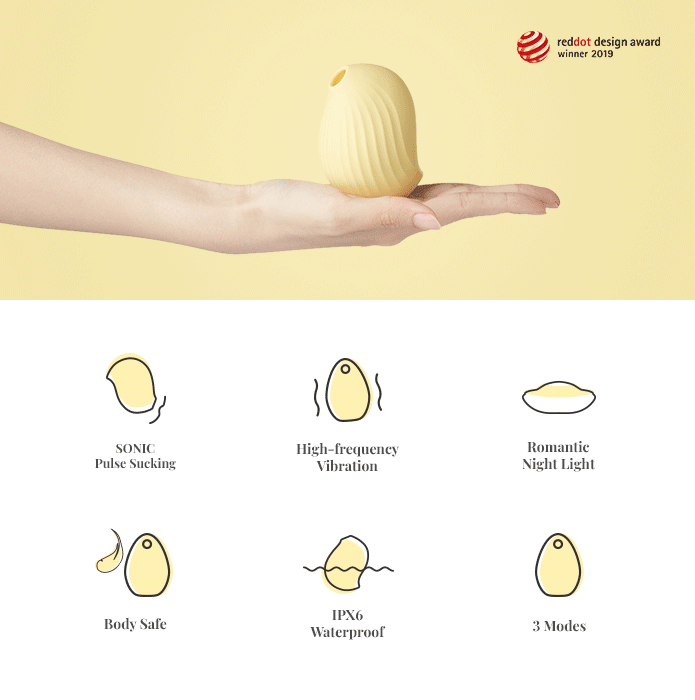 reddot design award
winner 2019
SONIC
Pulse Sucking
High-frequency
Vibration
Romantic
Night Light
Body Safe
IPX6
Waterproof
3 Modes